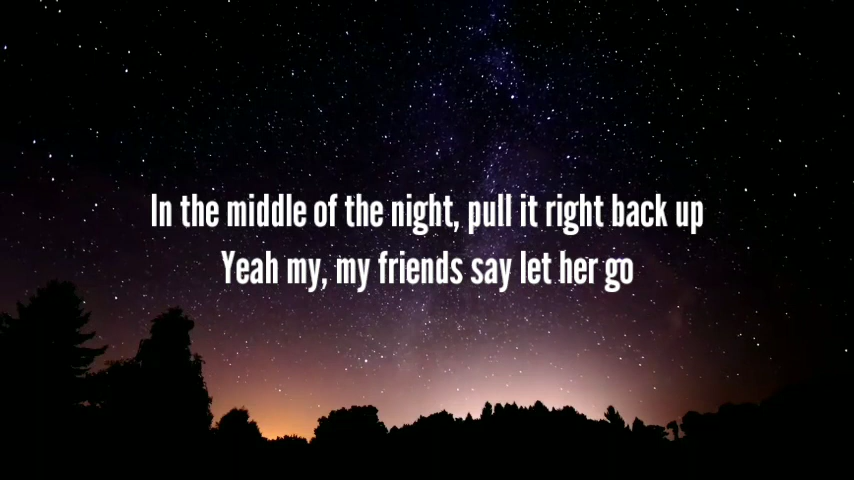 In the middle of the night, pull it right back up
Yeah my, my friends say let her go